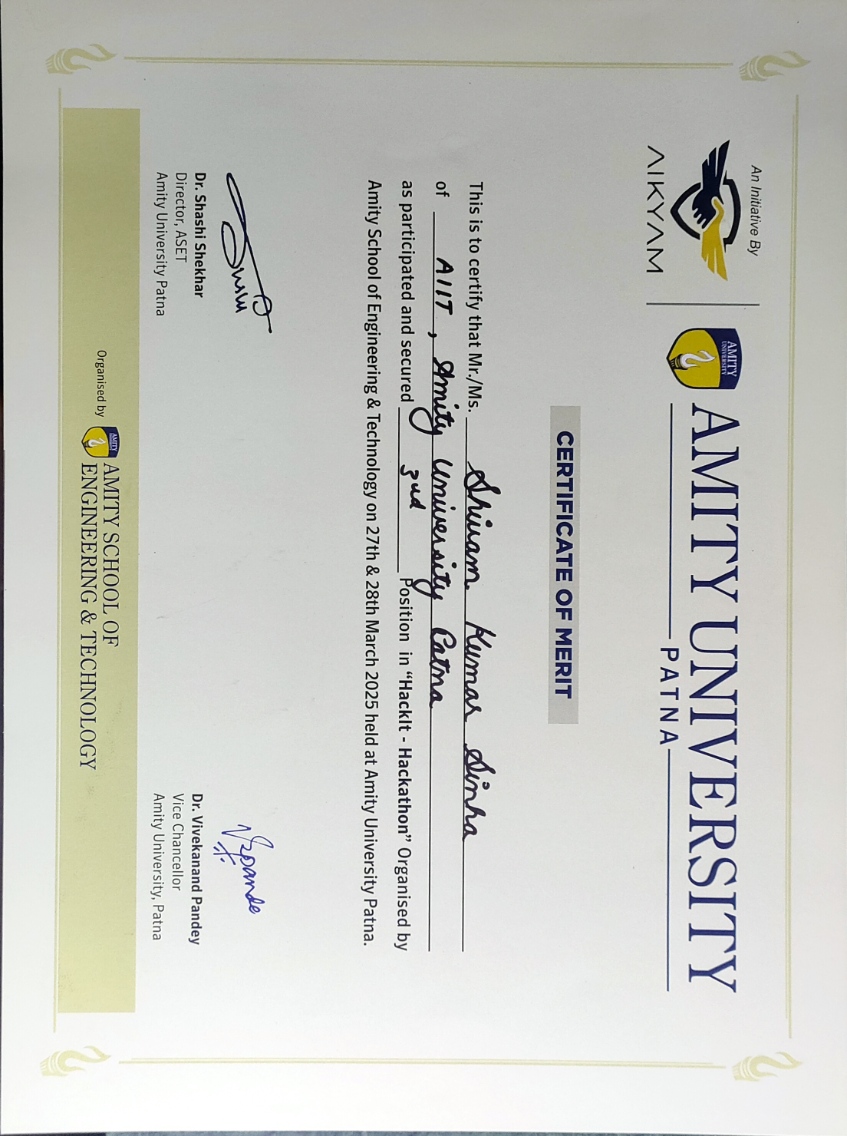 An Initiative By
AIKYAM
AMITY
UNIVERSITY
AMITY UNIVERSITY
PATNA
CERTIFICATE OF MERIT
This is to certify that Mr./Ms. Shivam Kumar Sinha
of AIIT, Amity University Patna
as participated and secured 3rd Position in "HackIt - Hackathon" Organised by
Amity School of Engineering & Technology on 27th & 28th March 2025 held at Amity University Patna.
Dr. Shashi Shekhar
Director, ASET
Amity University Patna
Dr. Vivekanand Pandey
Vice Chancellor
Amity University, Patna
Organised by
AMITY
AMITY SCHOOL OF
ENGINEERING & TECHNOLOGY